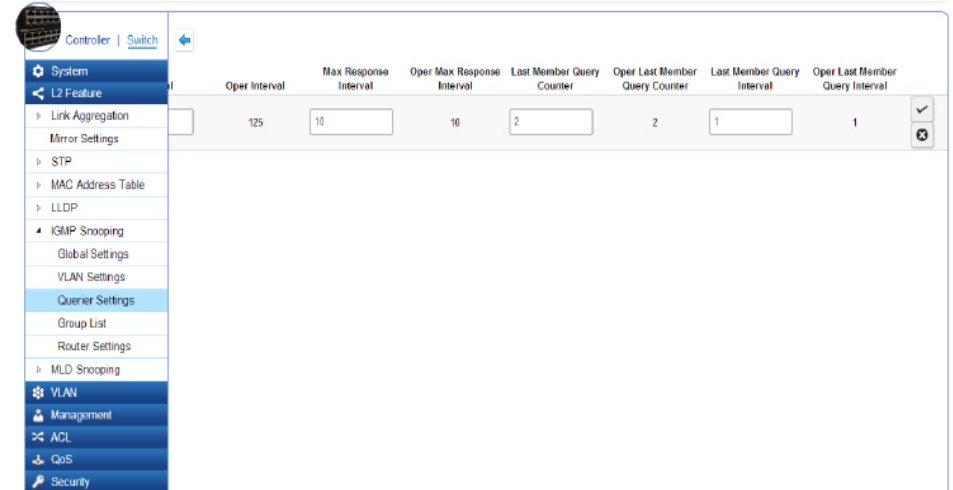 Controller | Switch
System
L2 Feature
Link Aggregation
Mirror Settings
STP
MAC Address Table
LLDP
IGMP Snooping
Global Settings
VLAN Settings
Querier Settings
Group List
Router Settings
MLD Snooping
VLAN
Management
ACL
QoS
Security
Oper Interval
Max Response
Interval
Oper Max Response
Interval
Last Member Query
Counter
Oper Last Member
Query Counter
Last Member Query
Interval
Oper Last Member
Query Interval
125
10
10
2
2
1
1